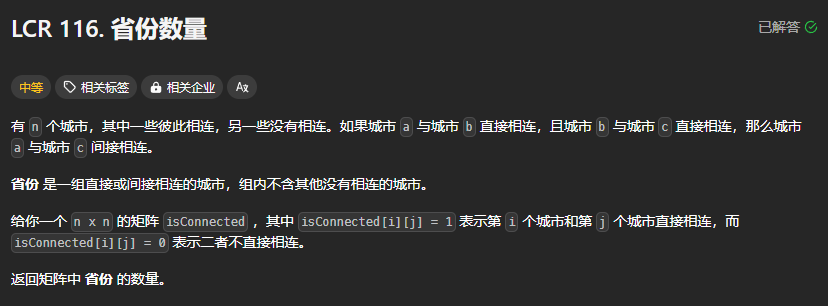 LCR 116. 省份数量
已解答
中等 相关标签 相关企业
有 n 个城市，其中一些彼此相连，另一些没有相连。如果城市 a 与城市 b 直接相连，且城市 b 与城市 c 直接相连，那么城市
a 与城市 c 间接相连。
省份 是一组直接或间接相连的城市，组内不含其他没有相连的城市。
给你一个 n x n 的矩阵 isConnected ，其中 isConnected[i][j] = 1 表示第 i 个城市和第 j 个城市直接相连，而
isConnected[i][j] = 0 表示二者不直接相连。
返回矩阵中 省份 的数量。